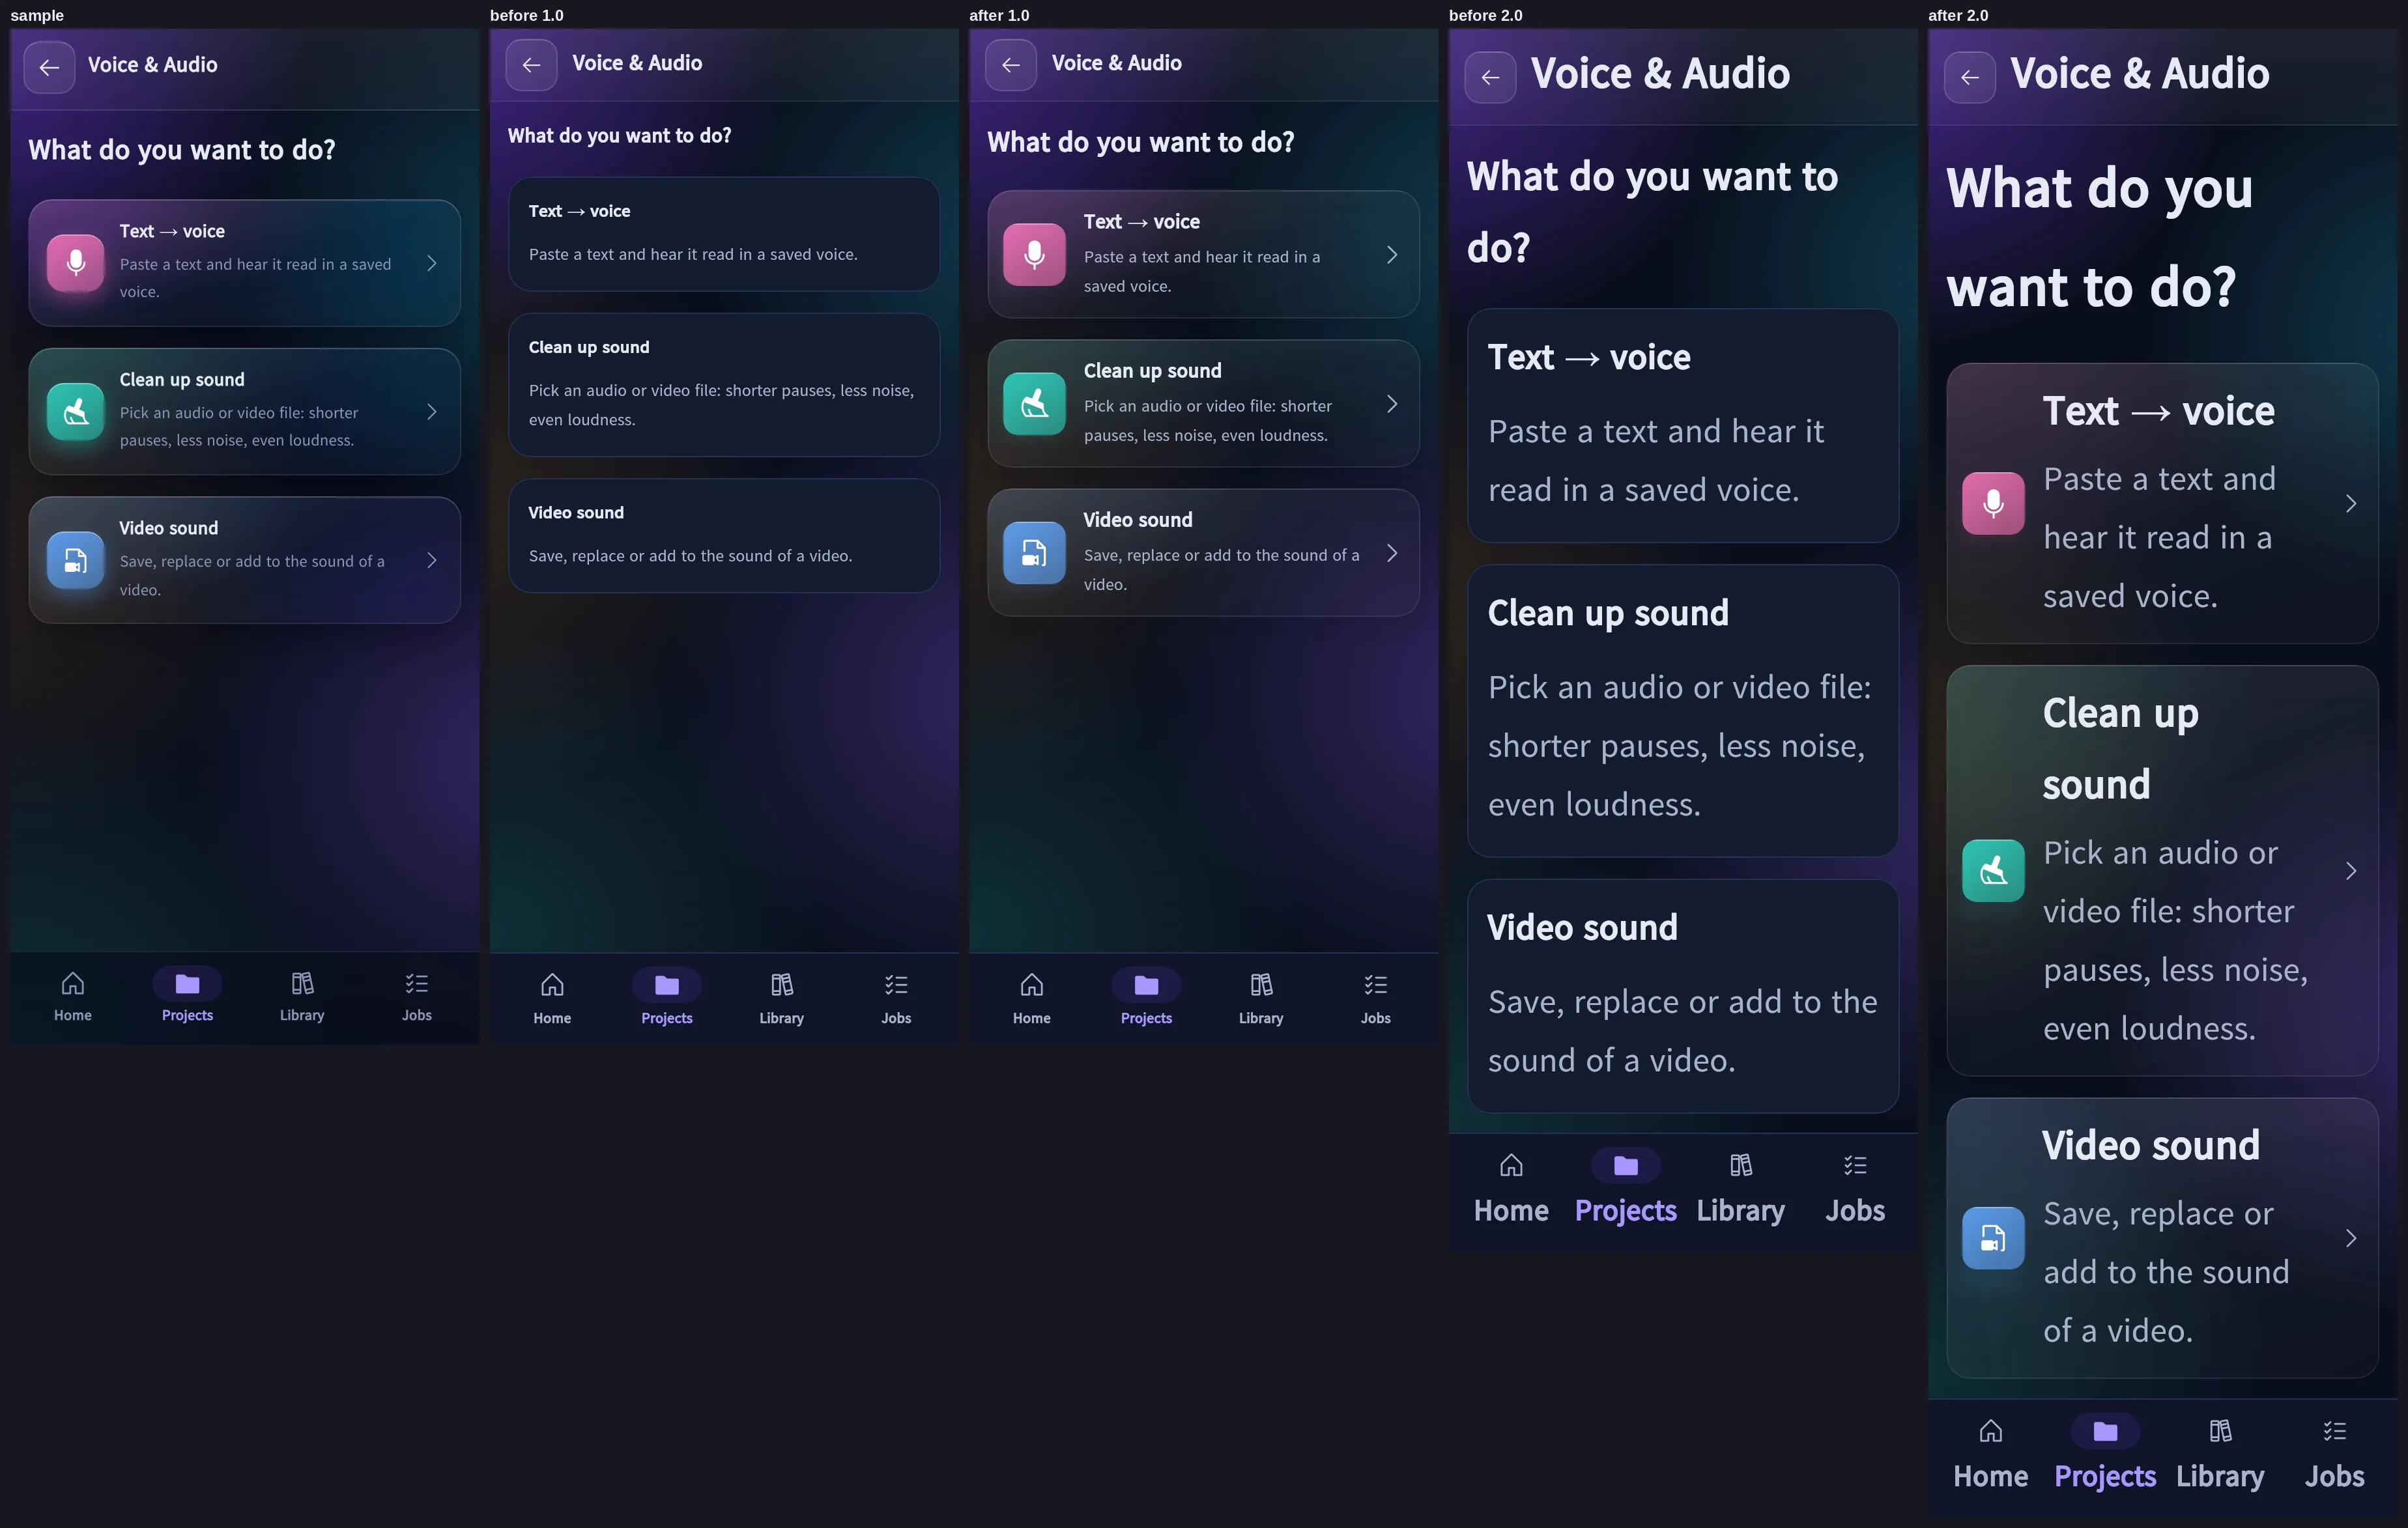 sample
Voice & Audio
What do you want to do?
Text → voice
Paste a text and hear it read in a saved
voice.
Clean up sound
Pick an audio or video file: shorter
pauses, less noise, even loudness.
Video sound
Save, replace or add to the sound of a
video.
Home Projects Library Jobs
before 1.0
Voice & Audio
What do you want to do?
Text → voice
Paste a text and hear it read in a saved voice.
Clean up sound
Pick an audio or video file: shorter pauses, less noise,
even loudness.
Video sound
Save, replace or add to the sound of a video.
Home Projects Library Jobs
after 1.0
Voice & Audio
What do you want to do?
Text → voice
Paste a text and hear it read in a
saved voice.
Clean up sound
Pick an audio or video file: shorter
pauses, less noise, even loudness.
Video sound
Save, replace or add to the sound of a
video.
Home Projects Library Jobs
before 2.0
Voice & Audio
What do you want to
do?
Text → voice
Paste a text and hear it
read in a saved voice.
Clean up sound
Pick an audio or video file:
shorter pauses, less noise,
even loudness.
Video sound
Save, replace or add to the
sound of a video.
Home Projects Library Jobs
after 2.0
Voice & Audio
What do you
want to do?
Text → voice
Paste a text and
hear it read in a
saved voice.
Clean up
sound
Pick an audio or
video file: shorter
pauses, less noise,
even loudness.
Video sound
Save, replace or
add to the sound
of a video.
Home Projects Library Jobs